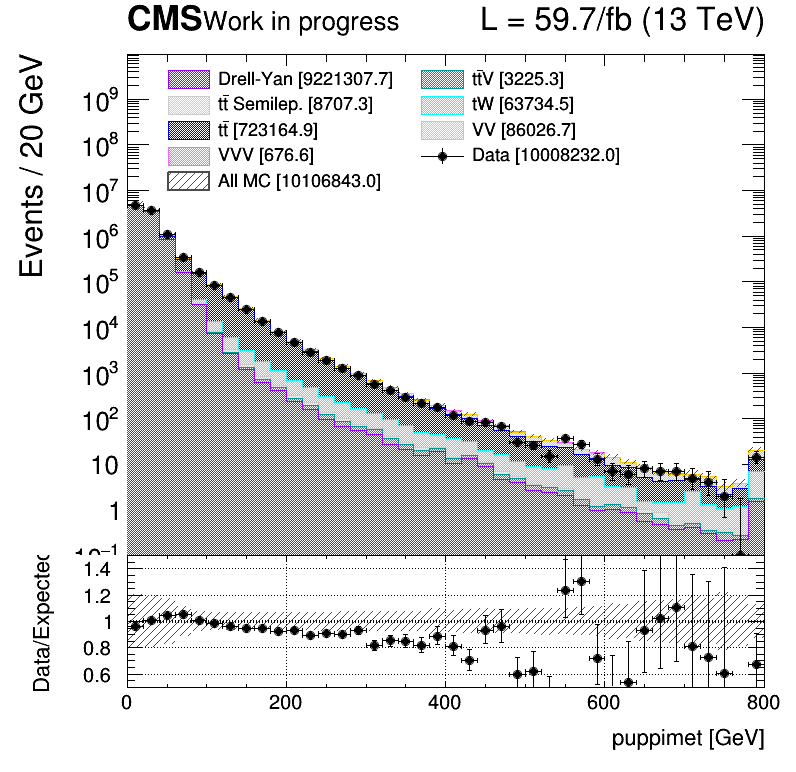 CMS Work in progress L = 59.7/fb (13 TeV)
Events / 20 GeV
Drell-Yan [9221307.7] tt̄V [3225.3]
tt̄ Semilep. [8707.3] tW [63734.5]
tt̄ [723164.9] VV [86026.7]
VVV [676.6] Data [10008232.0]
All MC [10106843.0]
10⁹
10⁸
10⁷
10⁶
10⁵
10⁴
10³
10²
10
1
10⁻¹
Data/Expected
1.4
1.2
1
0.8
0.6
0 200 400 600 800
puppimet [GeV]